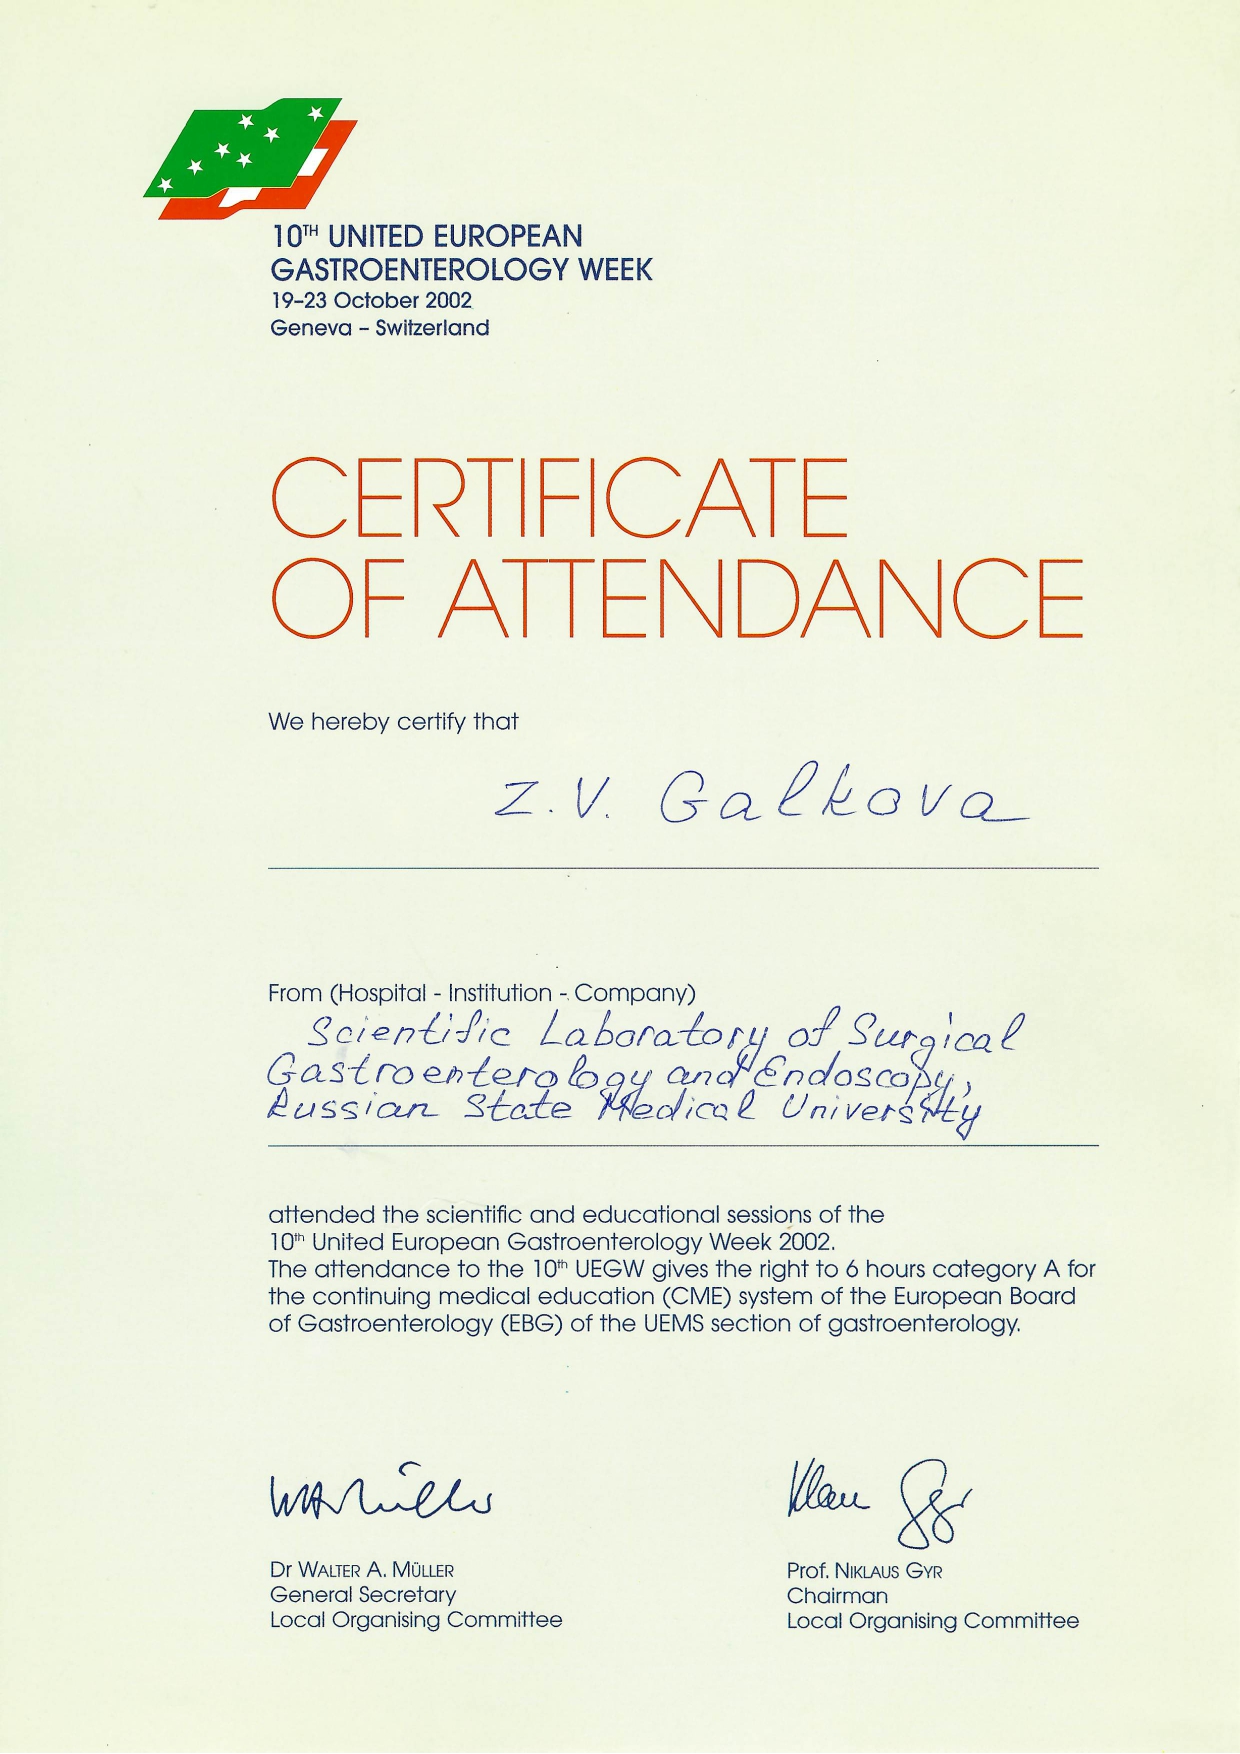 10TH UNITED EUROPEAN
GASTROENTEROLOGY WEEK
19-23 October 2002
Geneva – Switzerland
CERTIFICATE
OF ATTENDANCE
We hereby certify that
Z.V. Galkova
From (Hospital - Institution - Company)
Scientific Laboratory of Surgical
Gastroenterology and Endoscopy,
Russian State Medical University
attended the scientific and educational sessions of the
10th United European Gastroenterology Week 2002.
The attendance to the 10th UEGW gives the right to 6 hours category A for
the continuing medical education (CME) system of the European Board
of Gastroenterology (EBG) of the UEMS section of gastroenterology.
Klaus Gyr
Dr WALTER A. MÜLLER
General Secretary
Local Organising Committee
Prof. NIKLAUS GYR
Chairman
Local Organising Committee